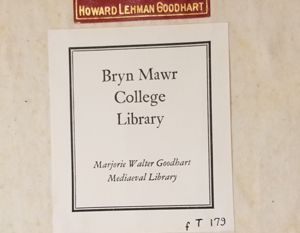 HOWARD LEHMAN GOODHART
Bryn Mawr
College
Library
Marjorie Walter Goodhart
Mediaeval Library
f T 179